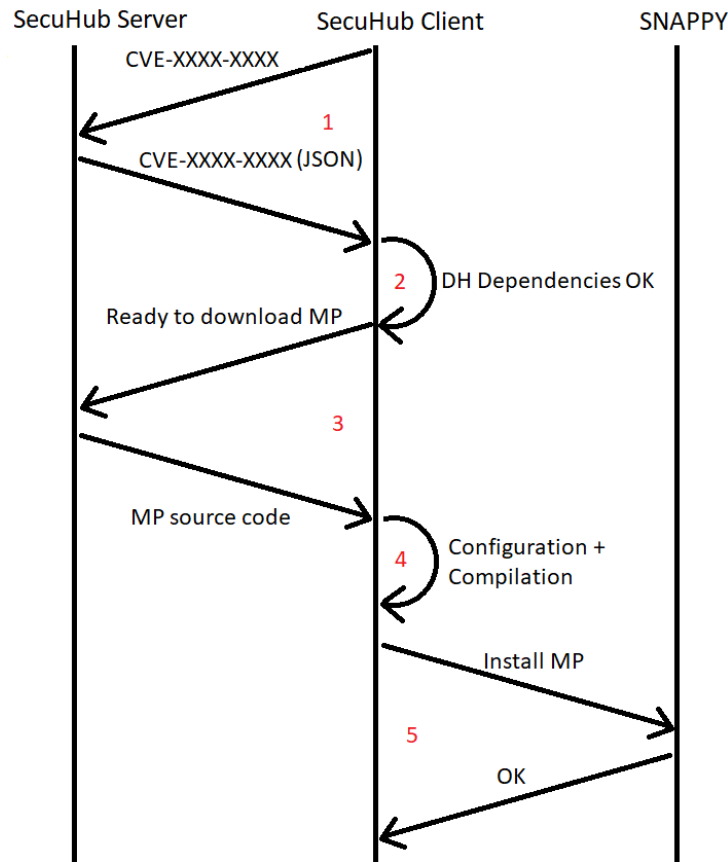 SecuHub Server
SecuHub Client
SNAPPY
CVE-XXXX-XXXX
1
CVE-XXXX-XXXX (JSON)
2
DH Dependencies OK
Ready to download MP
3
MP source code
4
Configuration +
Compilation
Install MP
5
OK